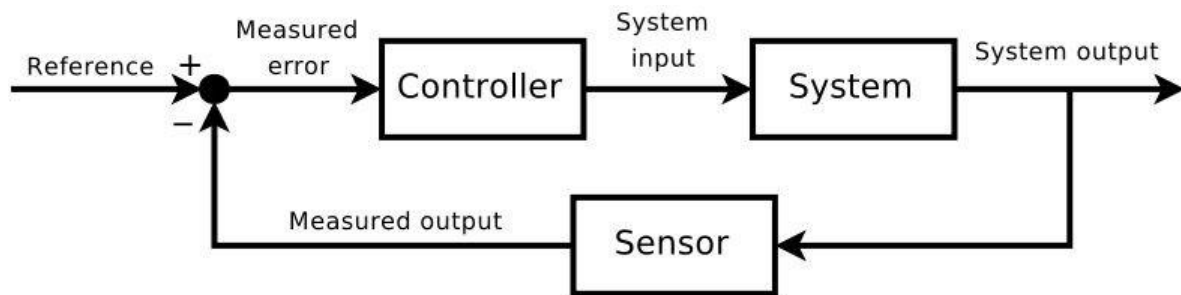 Reference
+
−
Measured
error
Controller
System
input
System
System output
Measured output
Sensor